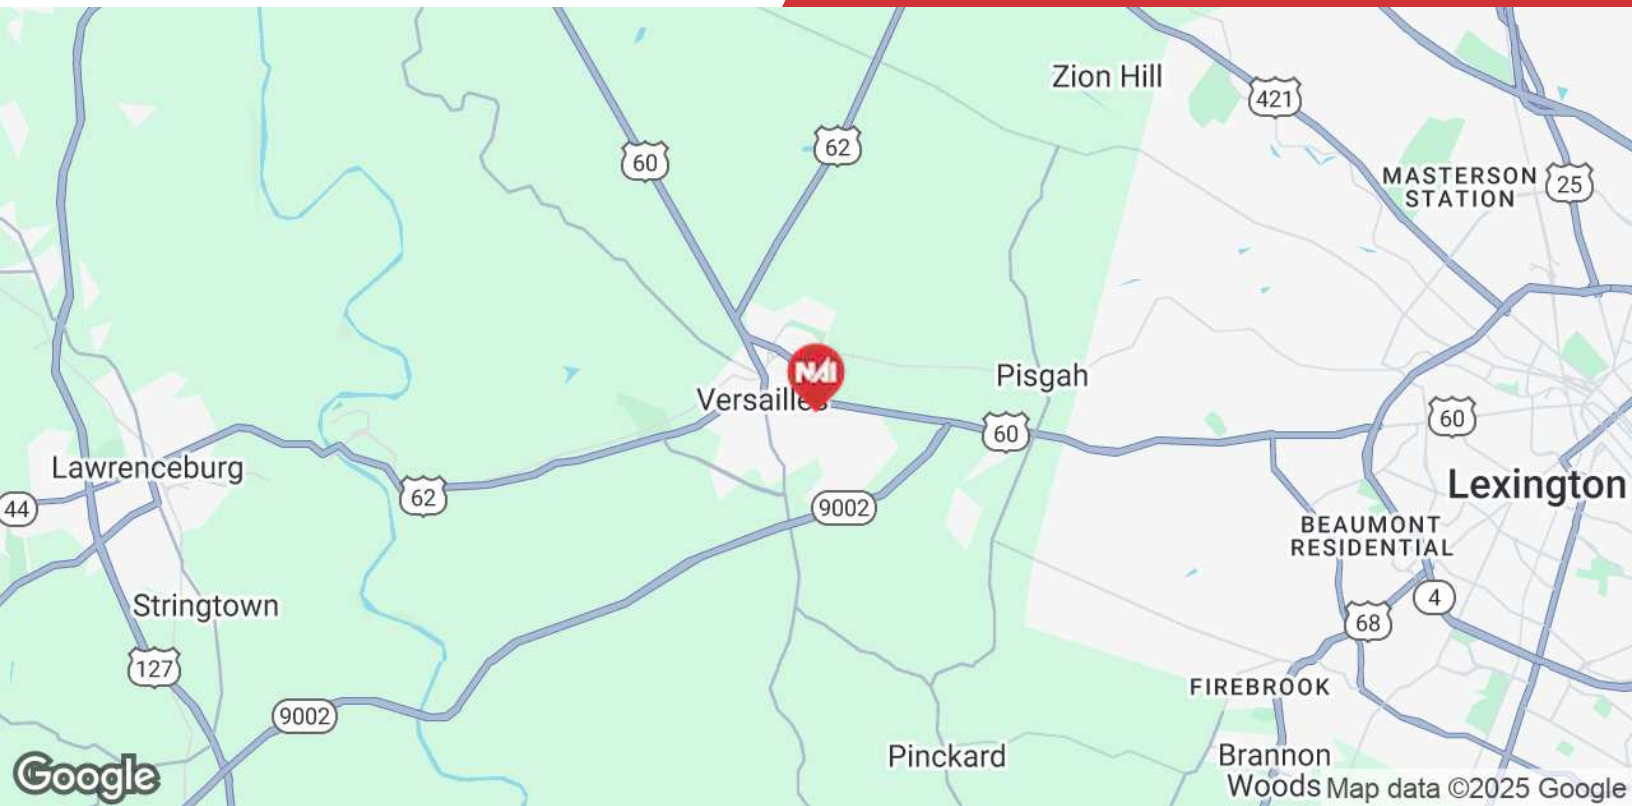 Zion Hill
421
60
62
MASTERSON
STATION
25
NAI
Versailles
Pisgah
60
60
Lawrenceburg
44
62
9002
Lexington
BEAUMONT
RESIDENTIAL
Stringtown
4
68
127
FIREBROOK
9002
Pinckard
Brannon
Woods
Google
Map data ©2025 Google